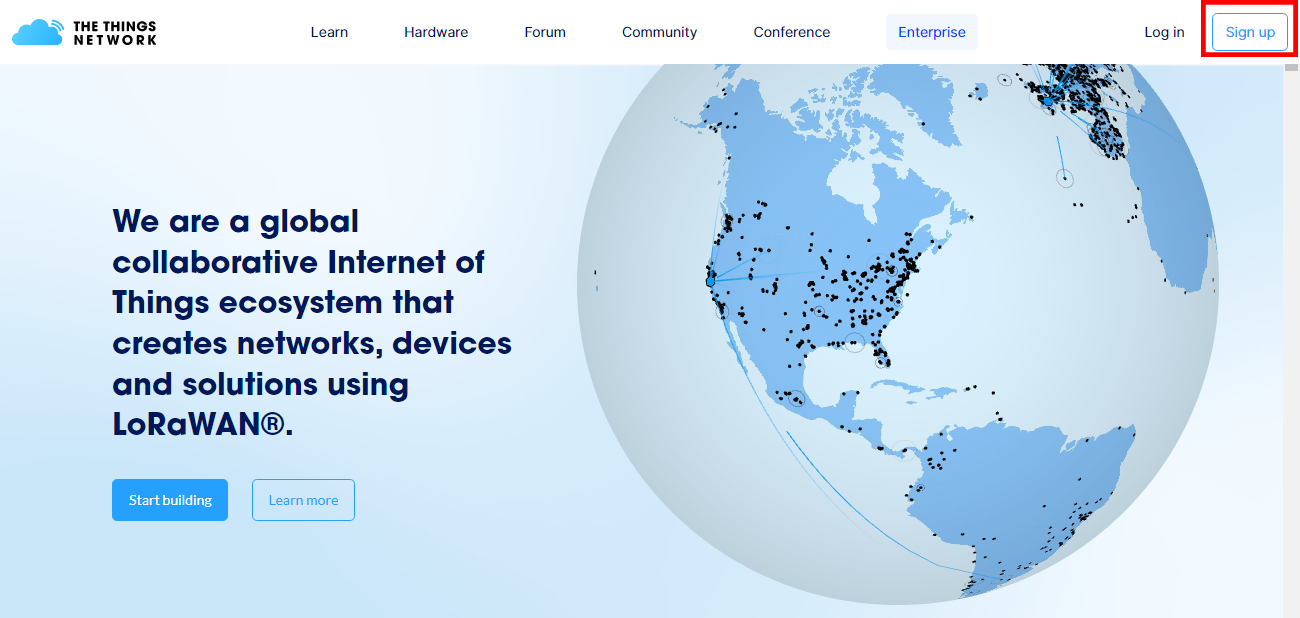 THE THINGS
NETWORK
Learn
Hardware
Forum
Community
Conference
Enterprise
Log in
Sign up
We are a global
collaborative Internet of
Things ecosystem that
creates networks, devices
and solutions using
LoRaWAN®.
Start building
Learn more